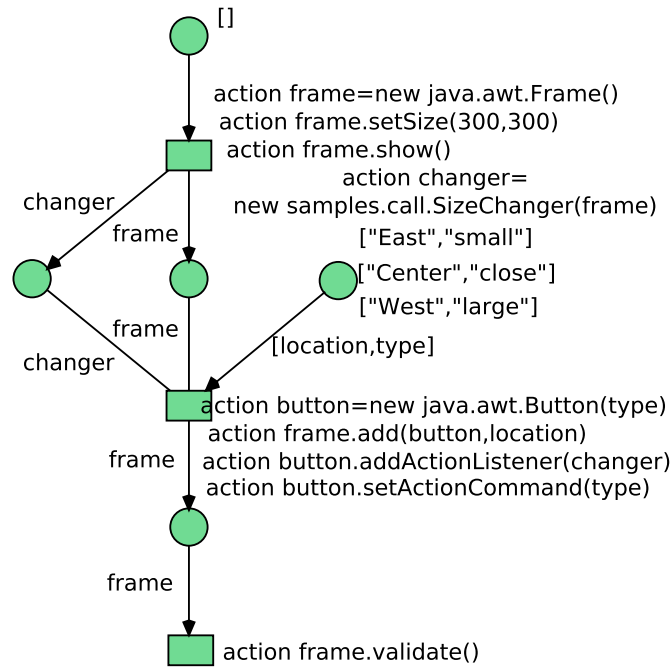 []
action frame=new java.awt.Frame()
action frame.setSize(300,300)
action frame.show()
action changer=
new samples.call.SizeChanger(frame)
changer
frame
["East","small"]
["Center","close"]
["West","large"]
frame
changer
[location,type]
action button=new java.awt.Button(type)
action frame.add(button,location)
frame
action button.addActionListener(changer)
action button.setActionCommand(type)
frame
action frame.validate()